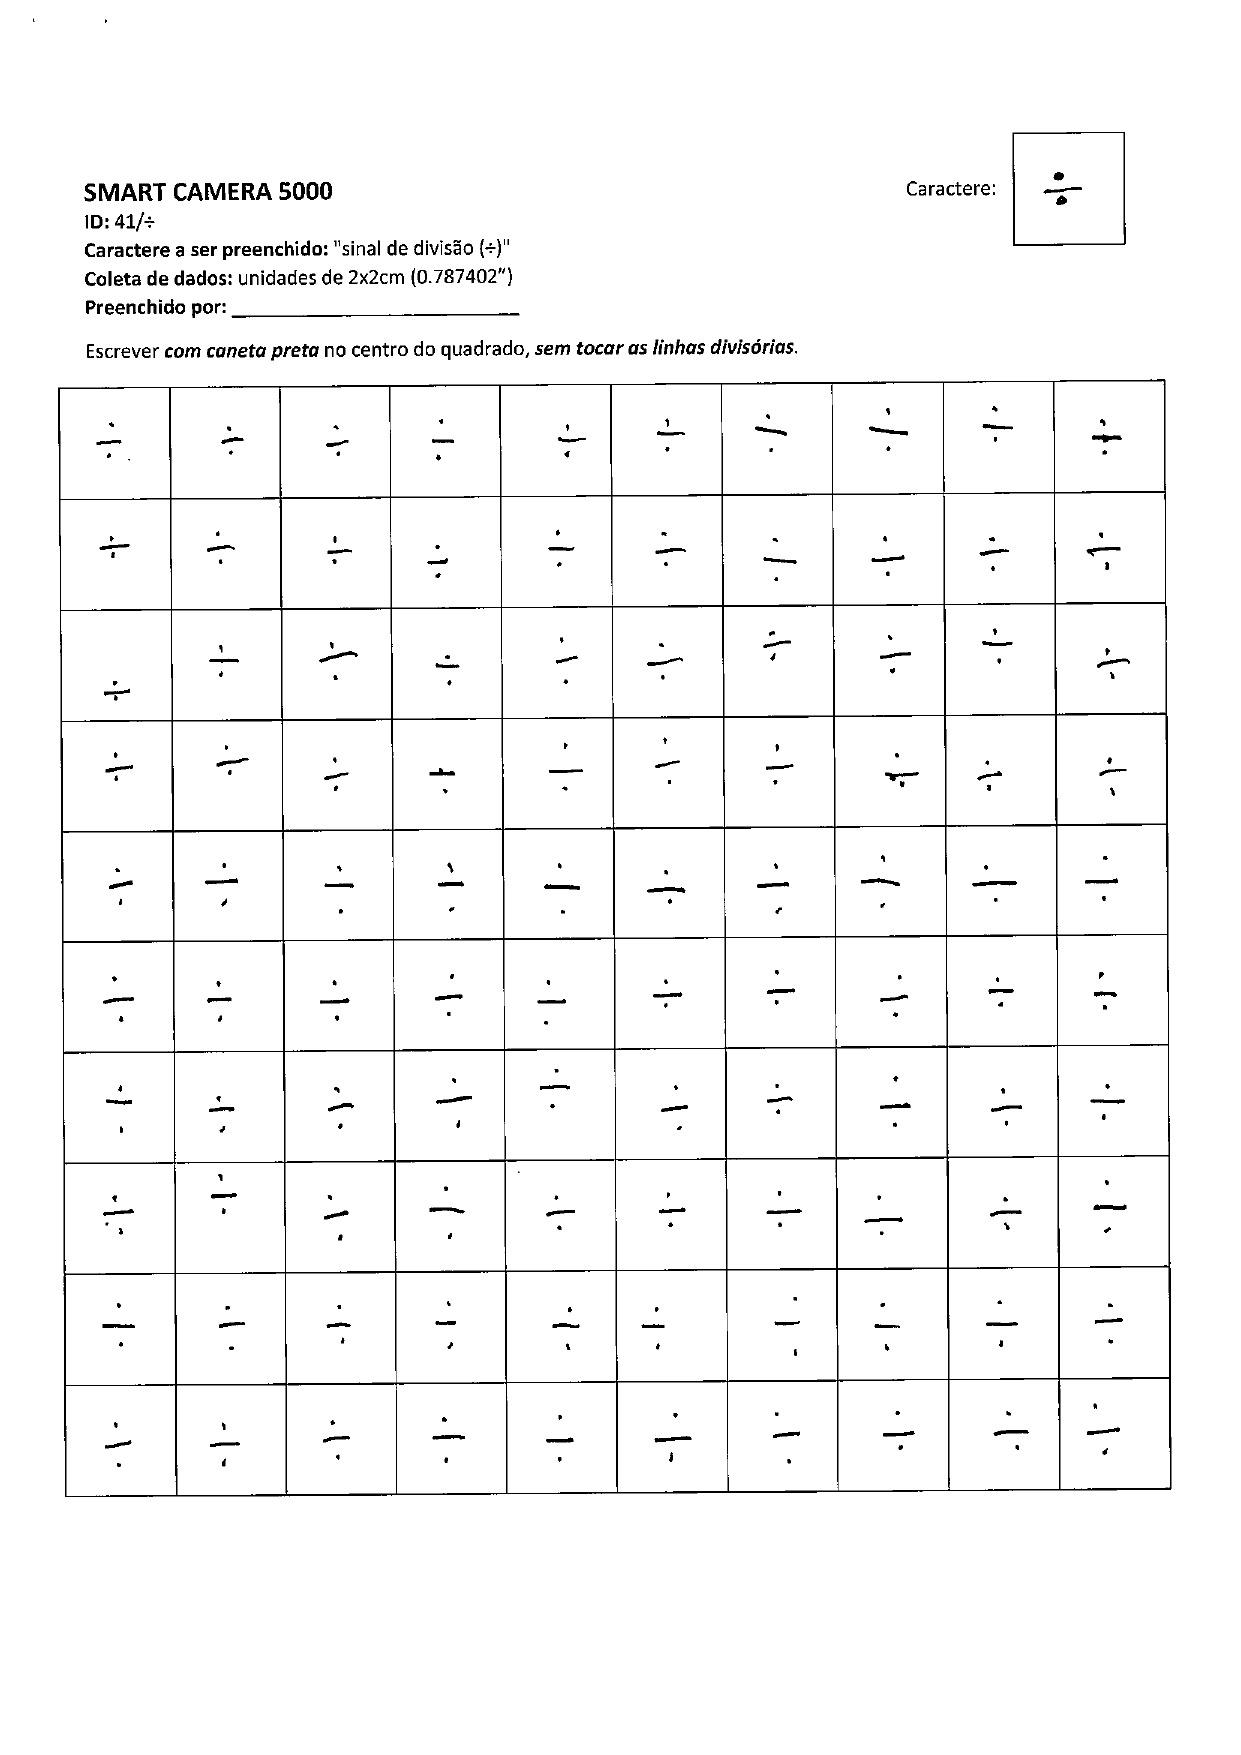 Caractere: ÷
SMART CAMERA 5000
ID: 41/÷
Caractere a ser preenchido: "sinal de divisão (÷)"
Coleta de dados: unidades de 2x2cm (0.787402")
Preenchido por: ____________________
Escrever com caneta preta no centro do quadrado, sem tocar as linhas divisórias.
÷ ÷ ÷ ÷ ÷ ÷ ÷ ÷ ÷ ÷
÷ ÷ ÷ ÷ ÷ ÷ ÷ ÷ ÷ ÷
÷ ÷ ÷ ÷ ÷ ÷ ÷ ÷ ÷ ÷
÷ ÷ ÷ ÷ ÷ ÷ ÷ ÷ ÷ ÷
÷ ÷ ÷ ÷ ÷ ÷ ÷ ÷ ÷ ÷
÷ ÷ ÷ ÷ ÷ ÷ ÷ ÷ ÷ ÷
÷ ÷ ÷ ÷ ÷ ÷ ÷ ÷ ÷ ÷
÷ ÷ ÷ ÷ ÷ ÷ ÷ ÷ ÷ ÷
÷ ÷ ÷ ÷ ÷ ÷ ÷ ÷ ÷ ÷
÷ ÷ ÷ ÷ ÷ ÷ ÷ ÷ ÷ ÷